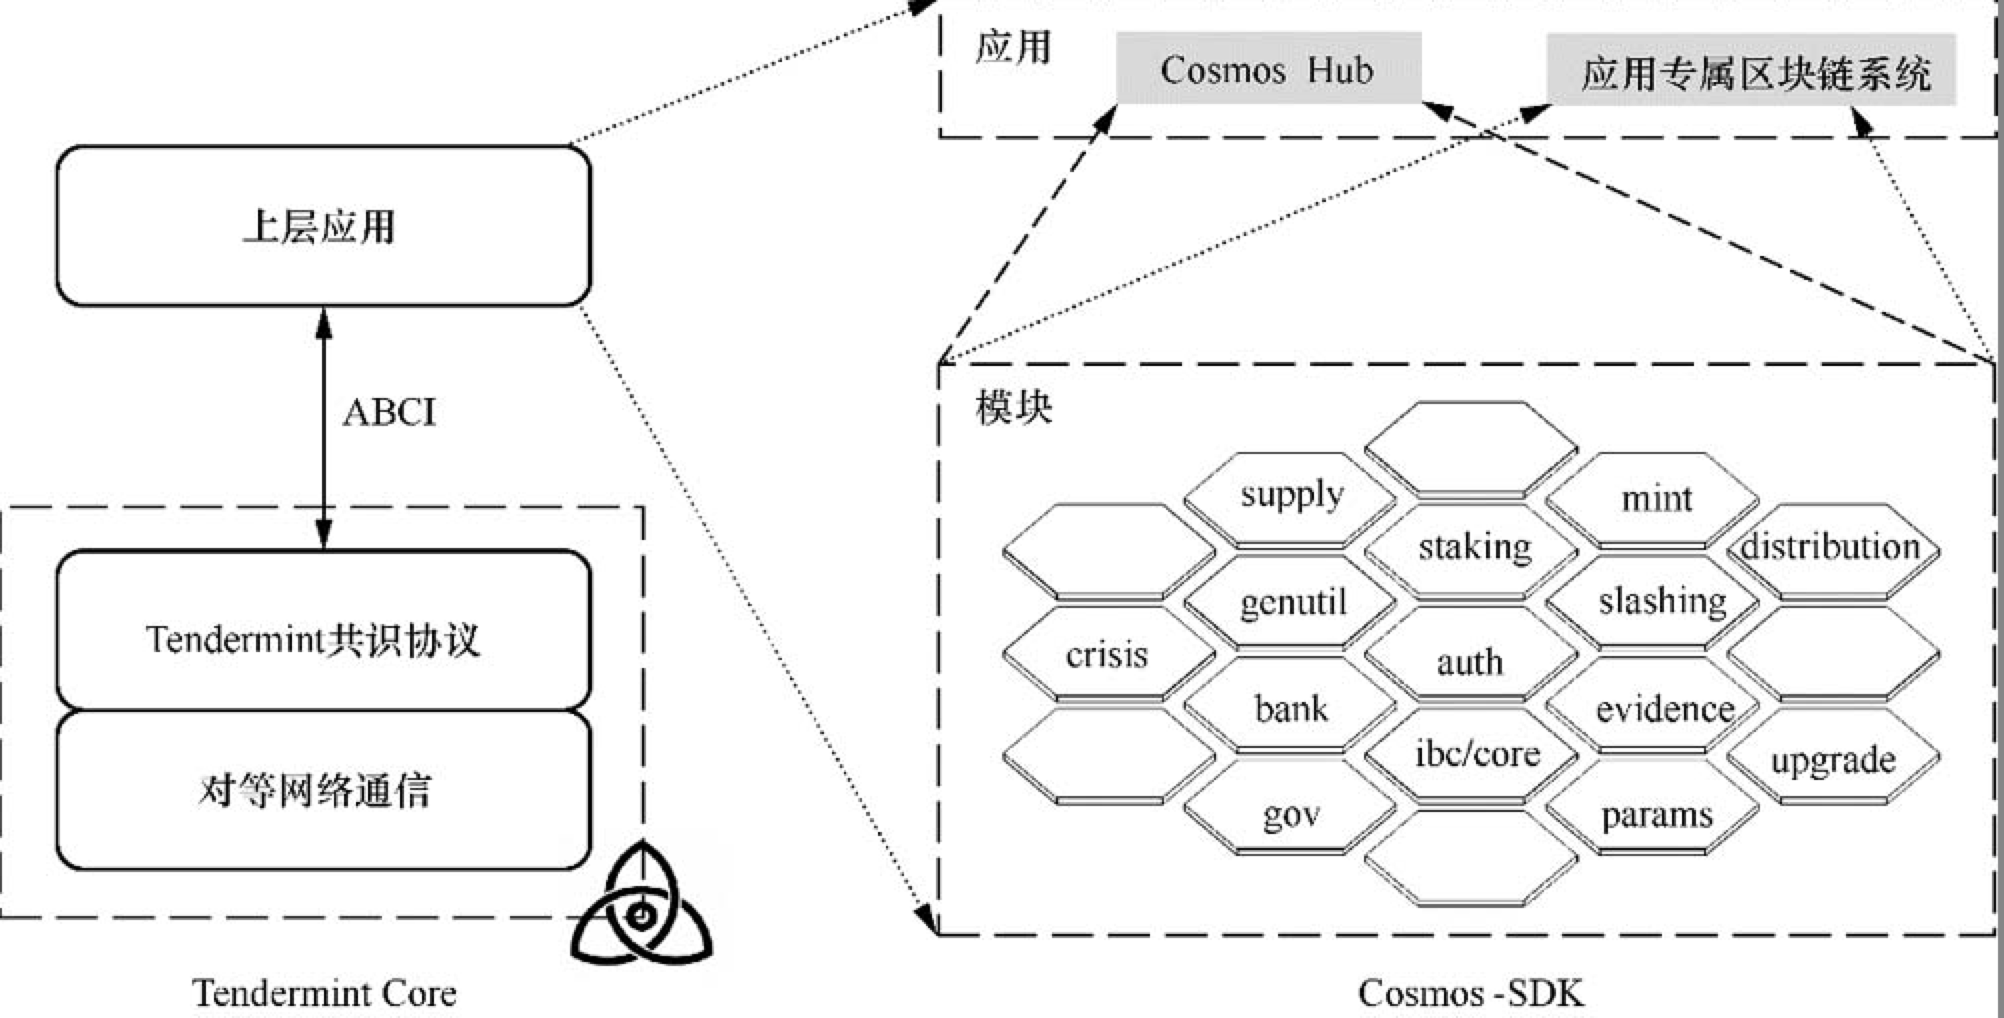 应用
Cosmos Hub
应用专属区块链系统
上层应用
ABCI
Tendermint共识协议
对等网络通信
Tendermint Core
模块
supply
mint
staking
distribution
genutil
slashing
crisis
auth
bank
evidence
ibc/core
upgrade
gov
params
Cosmos -SDK